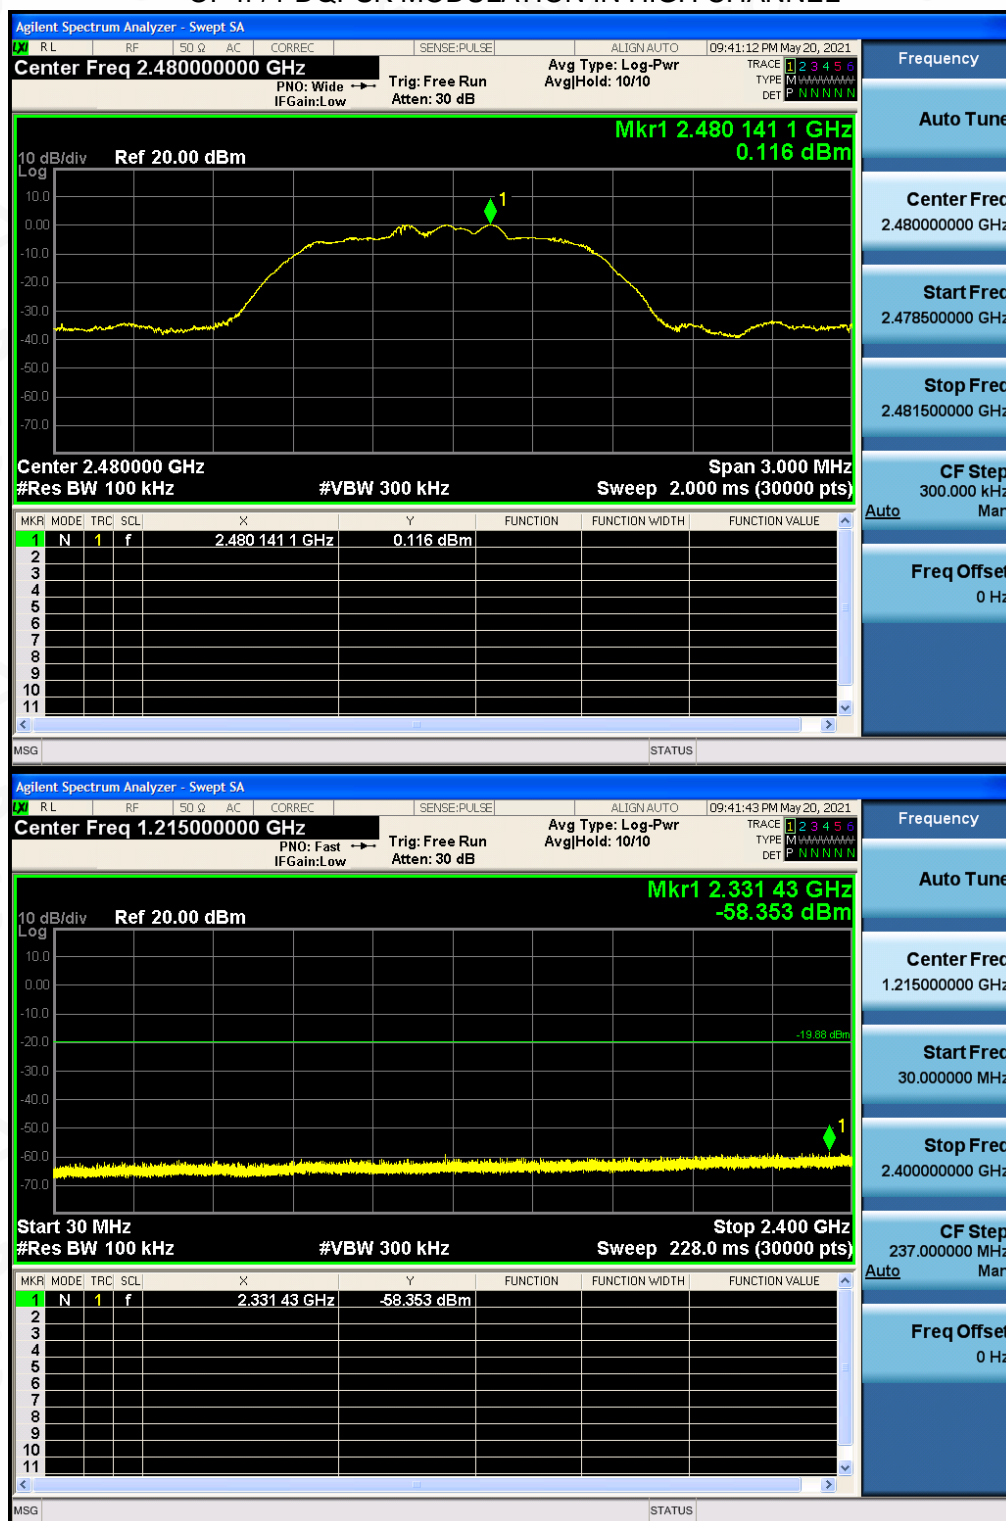 Agilent Spectrum Analyzer - Swept SA
LXI RL RF 50 Ω AC CORREC SENSE:PULSE ALIGN AUTO 09:41:12 PM May 20, 2021
Center Freq 2.480000000 GHz
PNO: Wide
IFGain:Low
Trig: Free Run
Atten: 30 dB
Avg Type: Log-Pwr
Avg|Hold: 10/10
TRACE 1 2 3 4 5 6
TYPE M
DET P N N N N N
Mkr1 2.480 141 1 GHz
0.116 dBm
10 dB/div Ref 20.00 dBm
Log
10.0
0.00
-10.0
-20.0
-30.0
-40.0
-50.0
-60.0
-70.0
1
Center 2.480000 GHz Span 3.000 MHz
#Res BW 100 kHz #VBW 300 kHz Sweep 2.000 ms (30000 pts)
MKR MODE TRC SCL X Y FUNCTION FUNCTION WIDTH FUNCTION VALUE
1 N 1 f 2.480 141 1 GHz 0.116 dBm
2
3
4
5
6
7
8
9
10
11
MSG STATUS
Frequency
Auto Tune
Center Freq
2.480000000 GHz
Start Freq
2.478500000 GHz
Stop Freq
2.481500000 GHz
CF Step
300.000 kHz
Auto Man
Freq Offset
0 Hz
Agilent Spectrum Analyzer - Swept SA
LXI RL RF 50 Ω AC CORREC SENSE:PULSE ALIGN AUTO 09:41:43 PM May 20, 2021
Center Freq 1.215000000 GHz
PNO: Fast
IFGain:Low
Trig: Free Run
Atten: 30 dB
Avg Type: Log-Pwr
Avg|Hold: 10/10
TRACE 1 2 3 4 5 6
TYPE M
DET P N N N N N
Mkr1 2.331 43 GHz
-58.353 dBm
10 dB/div Ref 20.00 dBm
Log
10.0
0.00
-10.0
-20.0
-30.0
-40.0
-50.0
-60.0
-70.0
-19.88 dBm
1
Start 30 MHz Stop 2.400 GHz
#Res BW 100 kHz #VBW 300 kHz Sweep 228.0 ms (30000 pts)
MKR MODE TRC SCL X Y FUNCTION FUNCTION WIDTH FUNCTION VALUE
1 N 1 f 2.331 43 GHz -58.353 dBm
2
3
4
5
6
7
8
9
10
11
MSG STATUS
Frequency
Auto Tune
Center Freq
1.215000000 GHz
Start Freq
30.000000 MHz
Stop Freq
2.400000000 GHz
CF Step
237.000000 MHz
Auto Man
Freq Offset
0 Hz